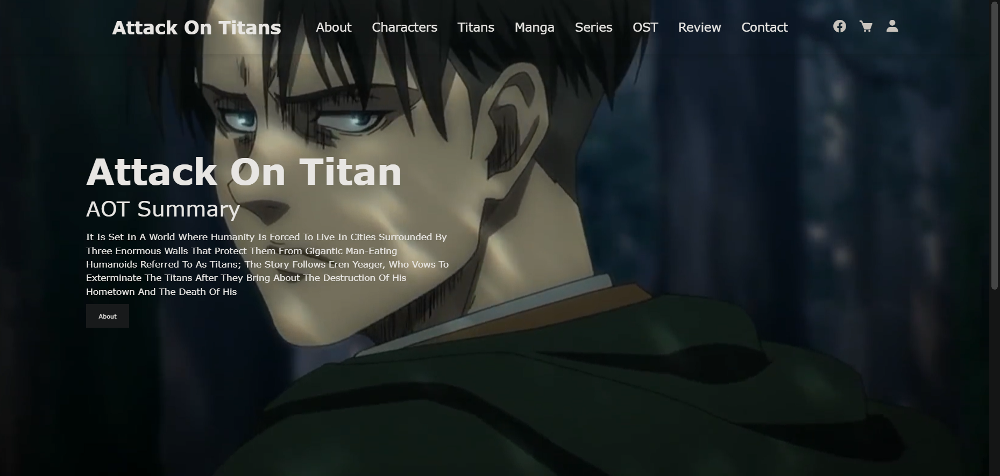 Attack On Titans
About
Characters
Titans
Manga
Series
OST
Review
Contact
Attack On Titan
AOT Summary
It Is Set In A World Where Humanity Is Forced To Live In Cities Surrounded By
Three Enormous Walls That Protect Them From Gigantic Man-Eating
Humanoids Referred To As Titans; The Story Follows Eren Yeager, Who Vows To
Exterminate The Titans After They Bring About The Destruction Of His
Hometown And The Death Of His
About